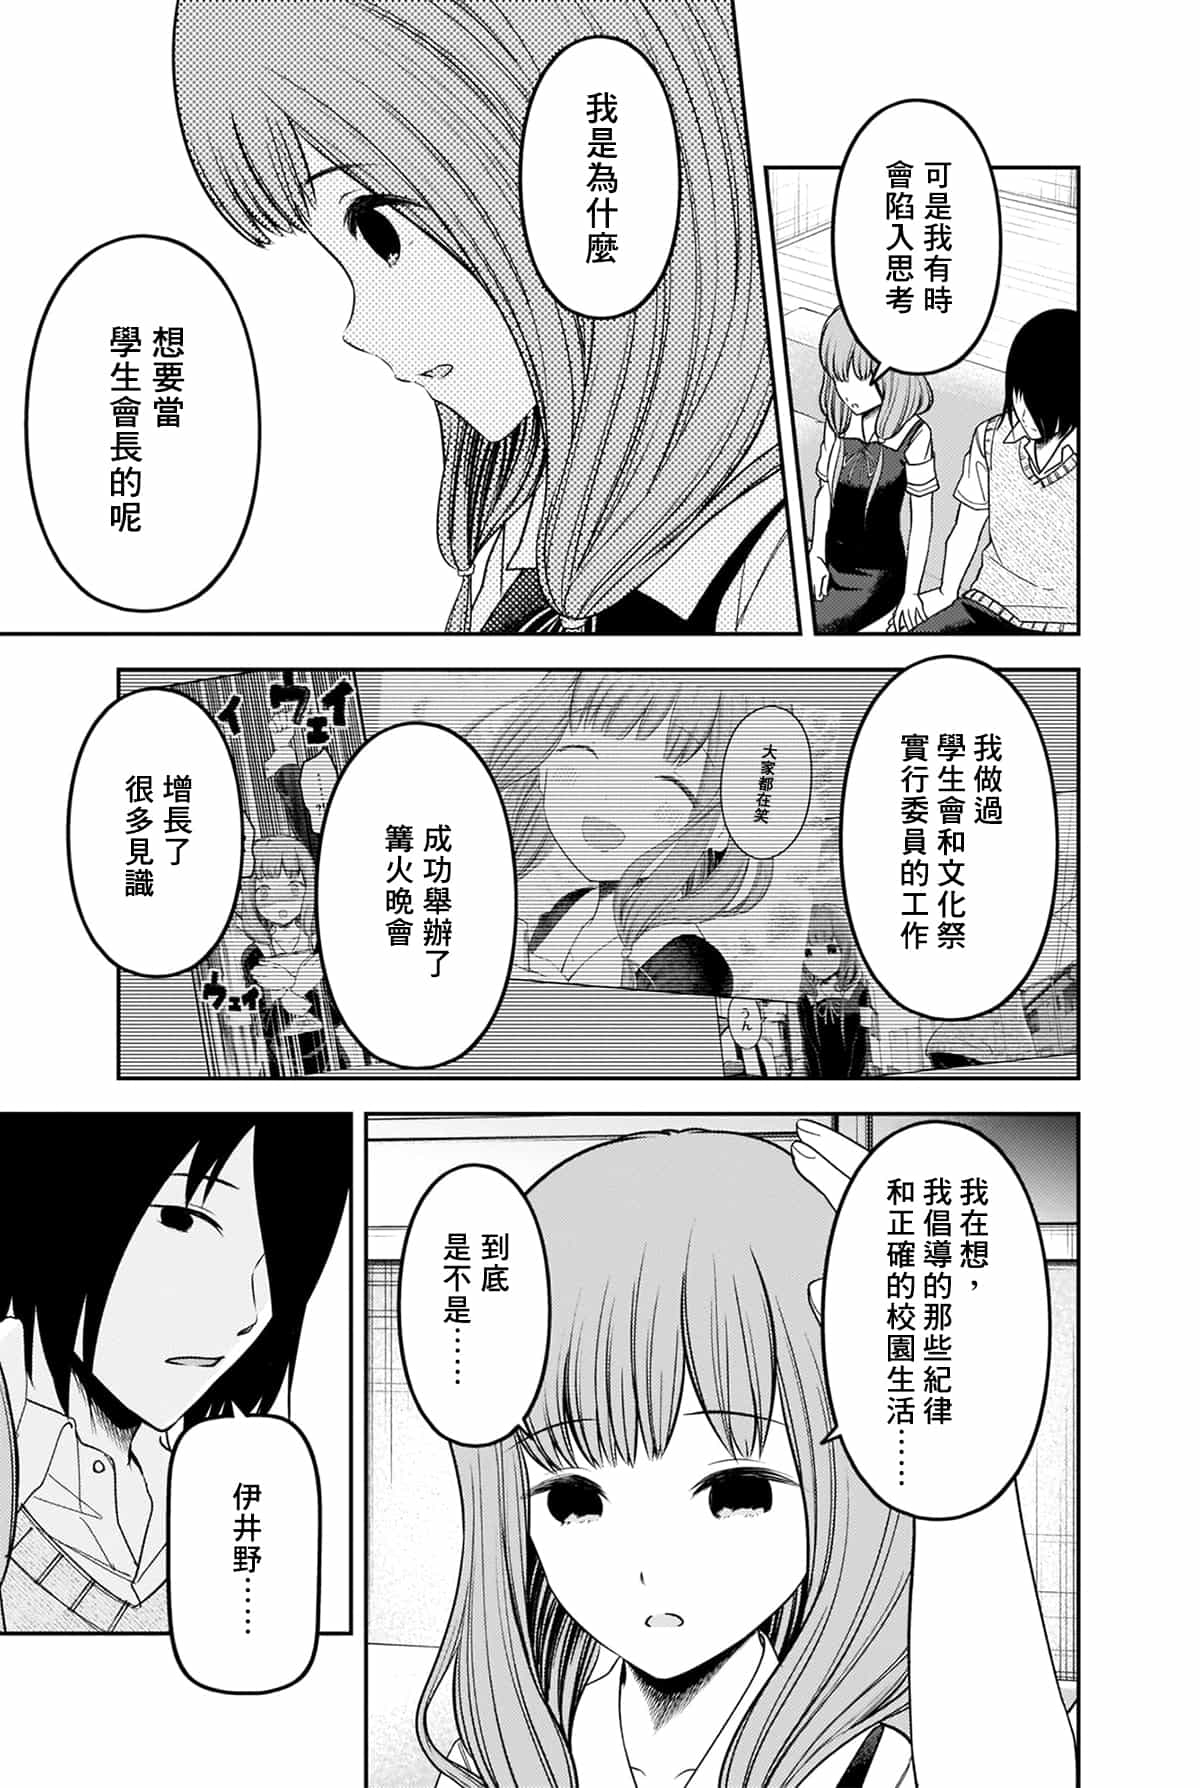 可是我有時
會陷入思考
我是為什麼
想要當
學生會長的呢
我做過
學生會和文化祭
實行委員的工作
大家都在笑
うん
成功舉辦了
篝火晚會
ウェイ
イ
……?!
ウェイ
增長了
很多見識
我在想，
我倡導的那些紀律
和正確的校園生活……
到底
是不是……
伊井野……